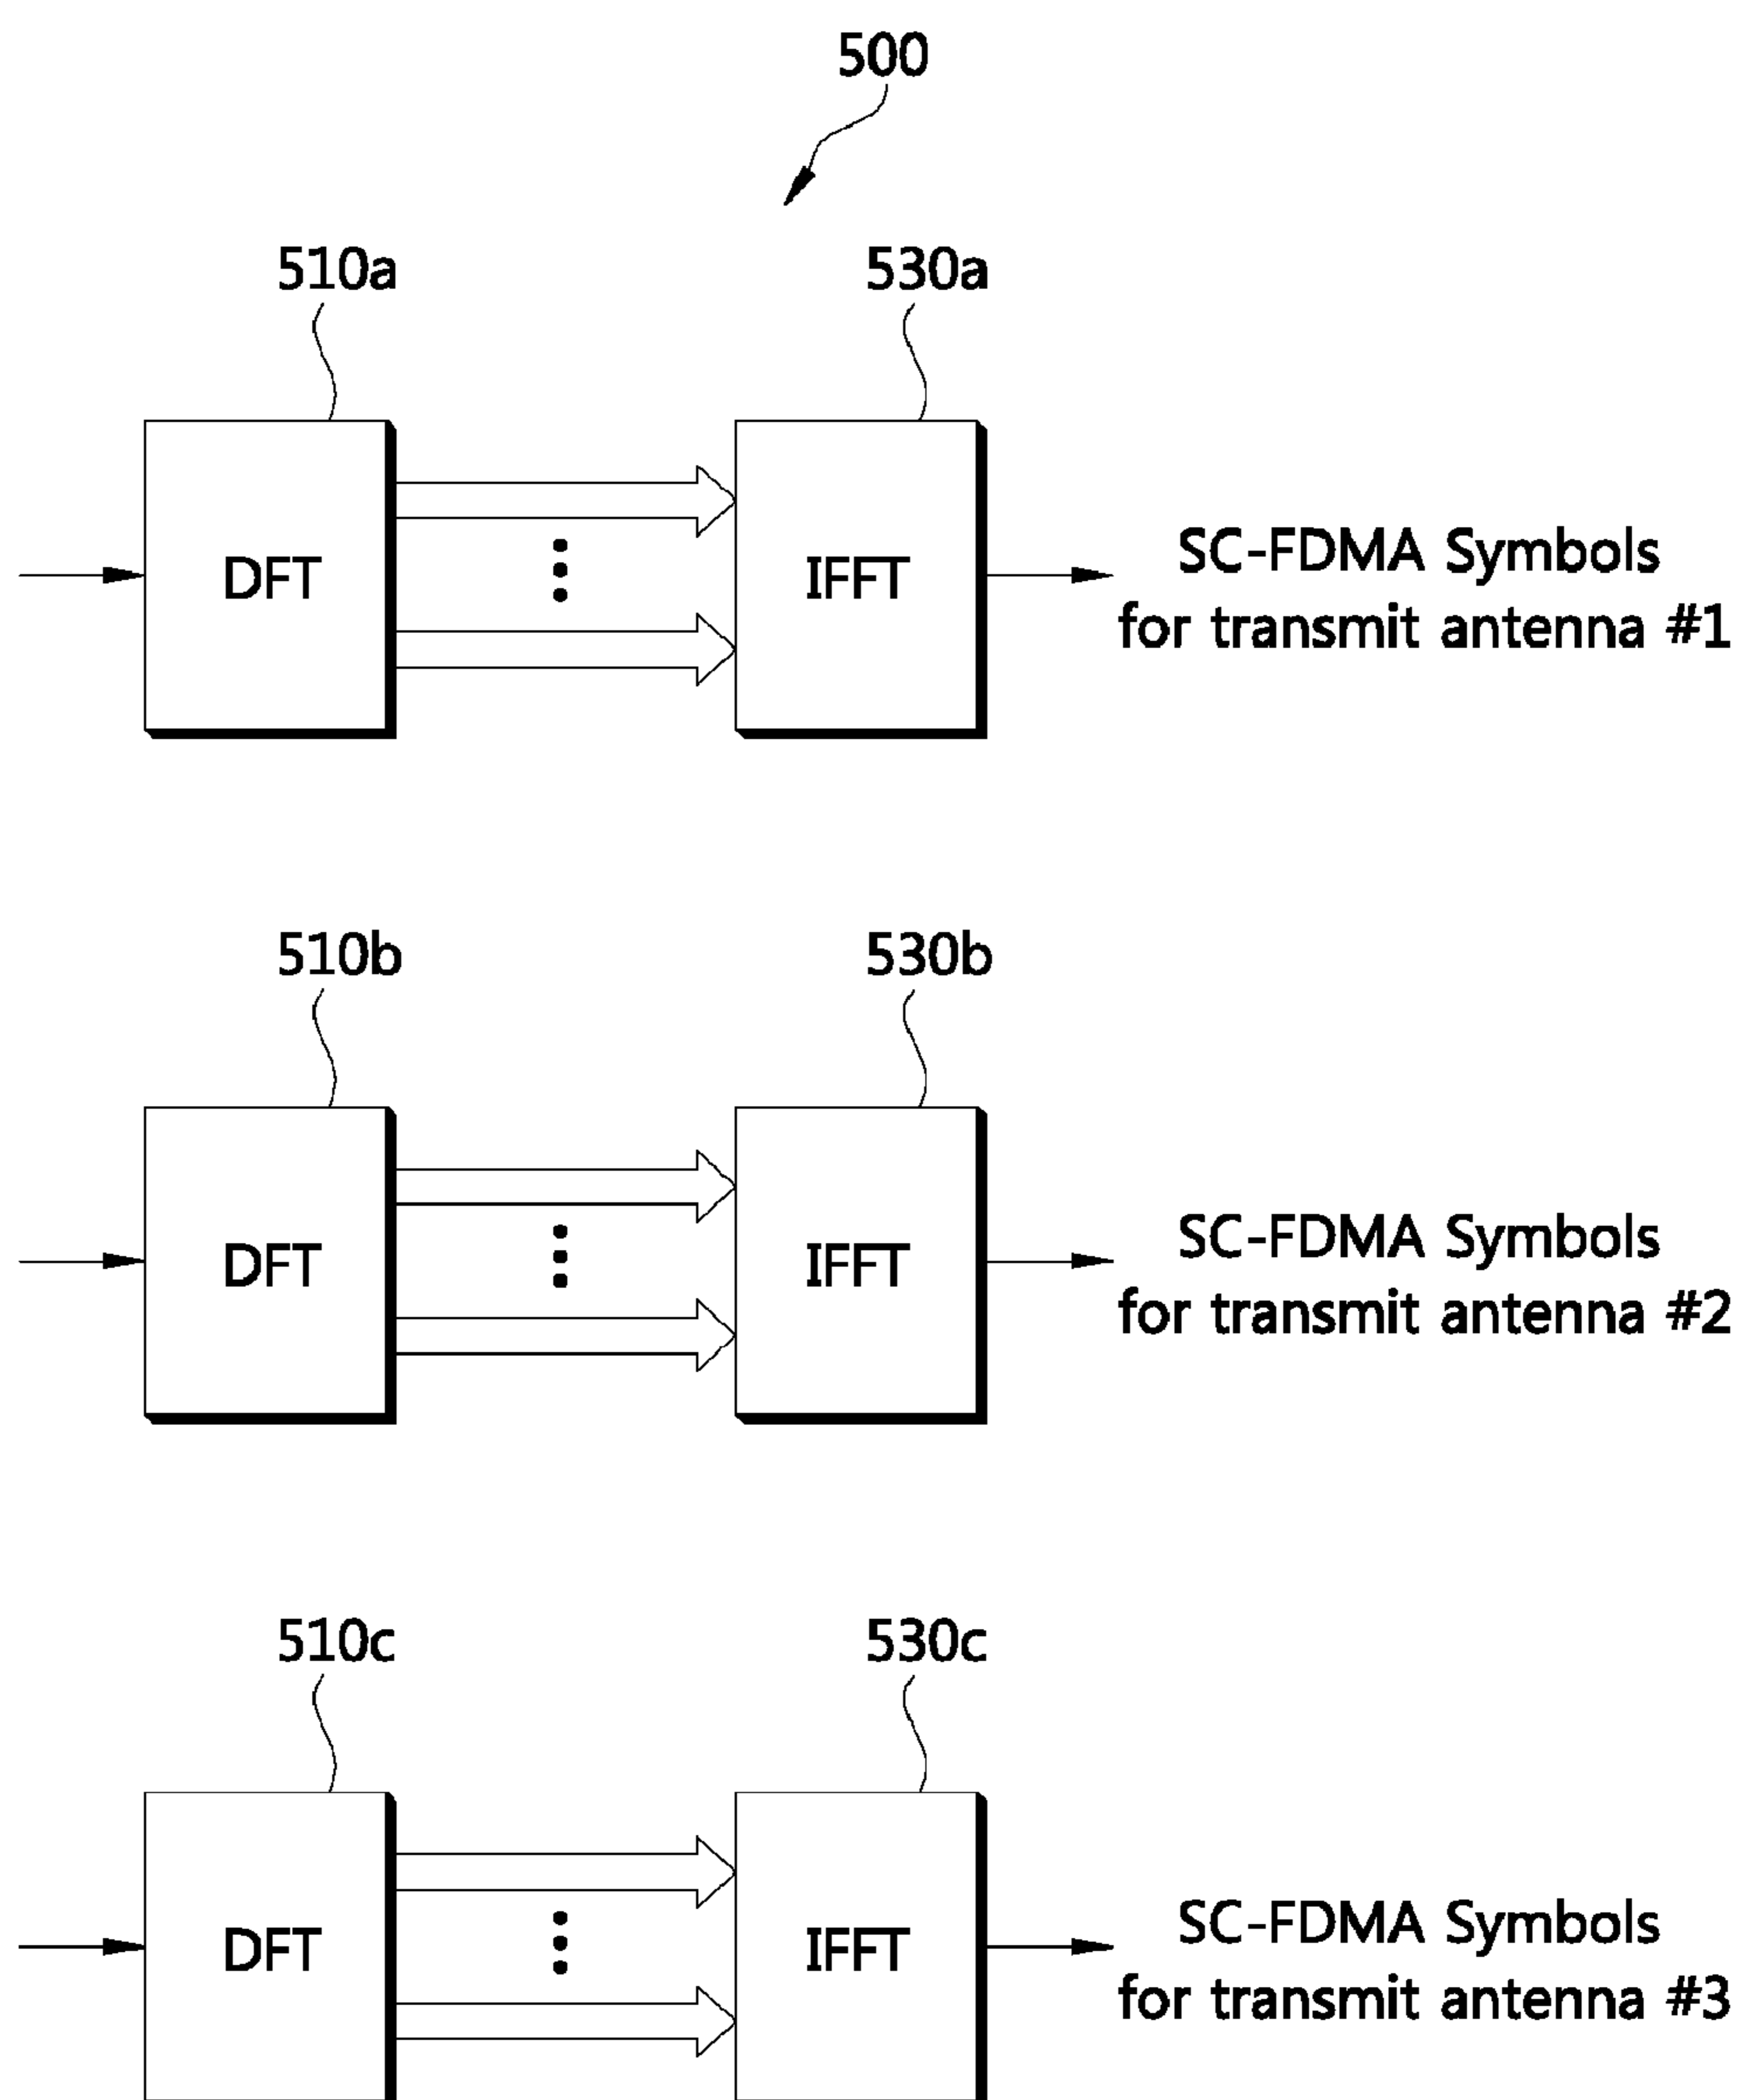 500
510a
530a
DFT
IFFT
SC-FDMA Symbols
for transmit antenna #1
510b
530b
DFT
IFFT
SC-FDMA Symbols
for transmit antenna #2
510c
530c
DFT
IFFT
SC-FDMA Symbols
for transmit antenna #3